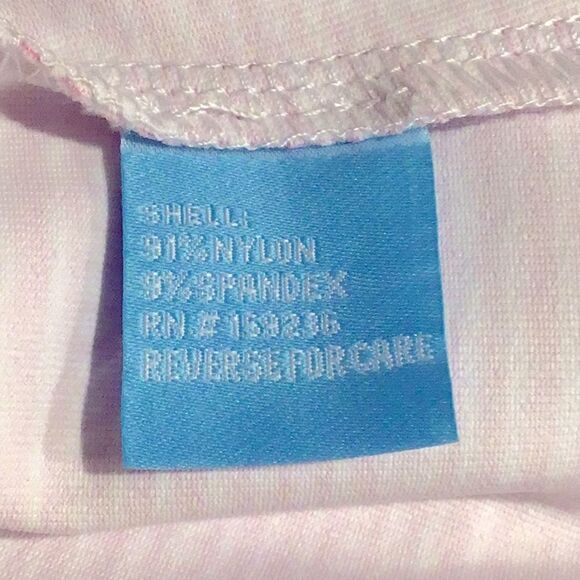 SHELL:
91% NYLON
9% SPANDEX
RN # 159236
REVERSE FOR CARE